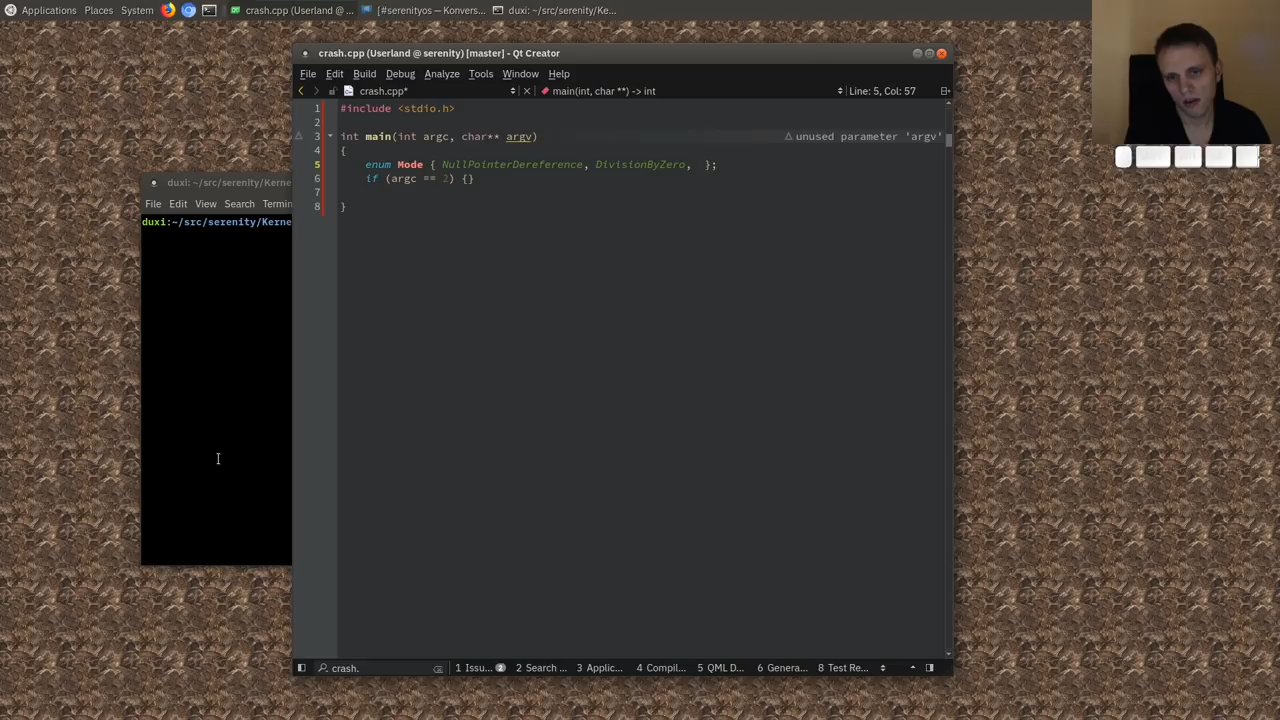 Applications Places System crash.cpp (Userland @ ... [#serenityos — Konvers... duxi: ~/src/serenity/Ke...
crash.cpp (Userland @ serenity) [master] - Qt Creator
File Edit Build Debug Analyze Tools Window Help
crash.cpp* main(int, char **) -> int Line: 5, Col: 57
1 #include <stdio.h>
2
3 int main(int argc, char** argv) unused parameter 'argv'
4 {
5 enum Mode { NullPointerDereference, DivisionByZero, };
6 if (argc == 2) {}
7
8 }
duxi: ~/src/serenity/Kerne
File Edit View Search Termin
duxi:~/src/serenity/Kerne
crash. 1 Issu... 2 2 Search ... 3 Applic... 4 Compil... 5 QML D... 6 Genera... 8 Test Re...